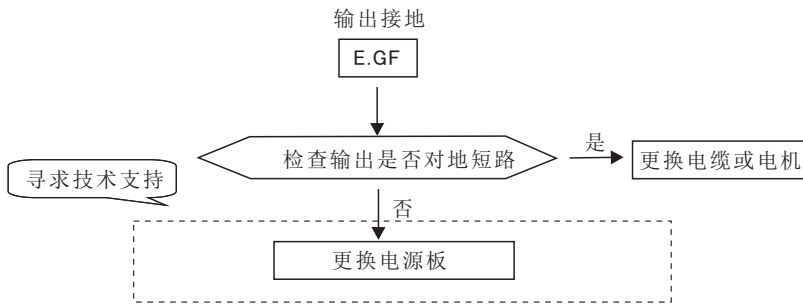 输出接地
E.GF
检查输出是否对地短路
是
更换电缆或电机
寻求技术支持
否
更换电源板